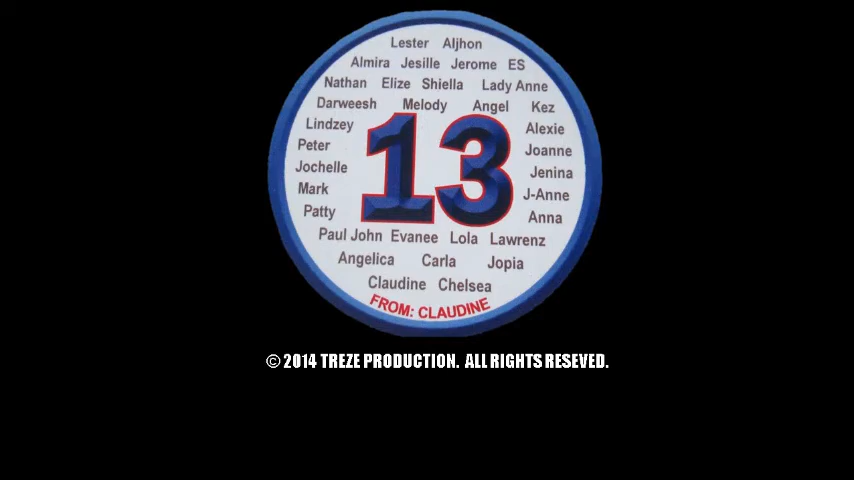 Lester Aljhon
Almira Jesille Jerome ES
Nathan Elize Shiella Lady Anne
Darweesh Melody Angel Kez
Lindzey Alexie
Peter Joanne
13
Jochelle Jenina
Mark J-Anne
Patty Anna
Paul John Evanee Lola Lawrenz
Angelica Carla Jopia
Claudine Chelsea
FROM: CLAUDINE
© 2014 TREZE PRODUCTION. ALL RIGHTS RESEVED.